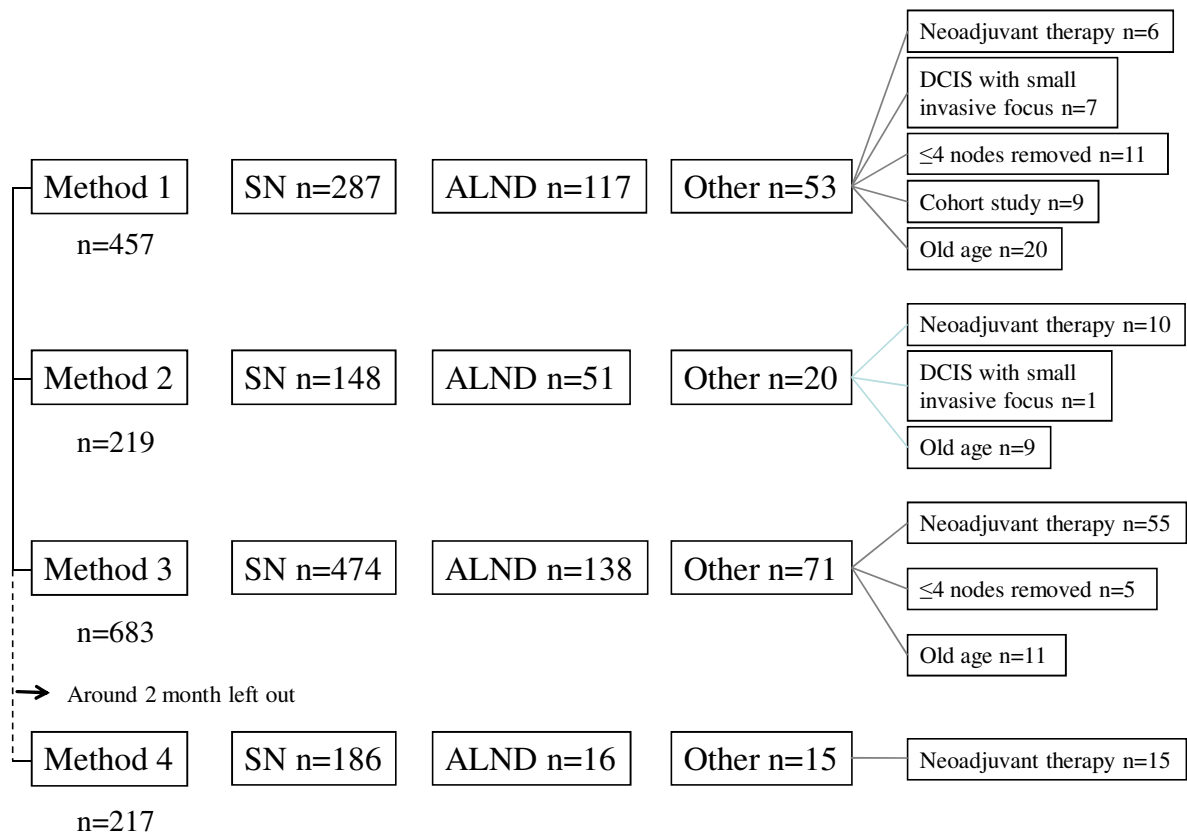 Neoadjuvant therapy n=6
DCIS with small
invasive focus n=7
≤4 nodes removed n=11
Cohort study n=9
Old age n=20
Method 1
SN n=287
ALND n=117
Other n=53
n=457
Neoadjuvant therapy n=10
DCIS with small
invasive focus n=1
Old age n=9
Method 2
SN n=148
ALND n=51
Other n=20
n=219
Neoadjuvant therapy n=55
≤4 nodes removed n=5
Old age n=11
Method 3
SN n=474
ALND n=138
Other n=71
n=683
Around 2 month left out
Method 4
SN n=186
ALND n=16
Other n=15
Neoadjuvant therapy n=15
n=217